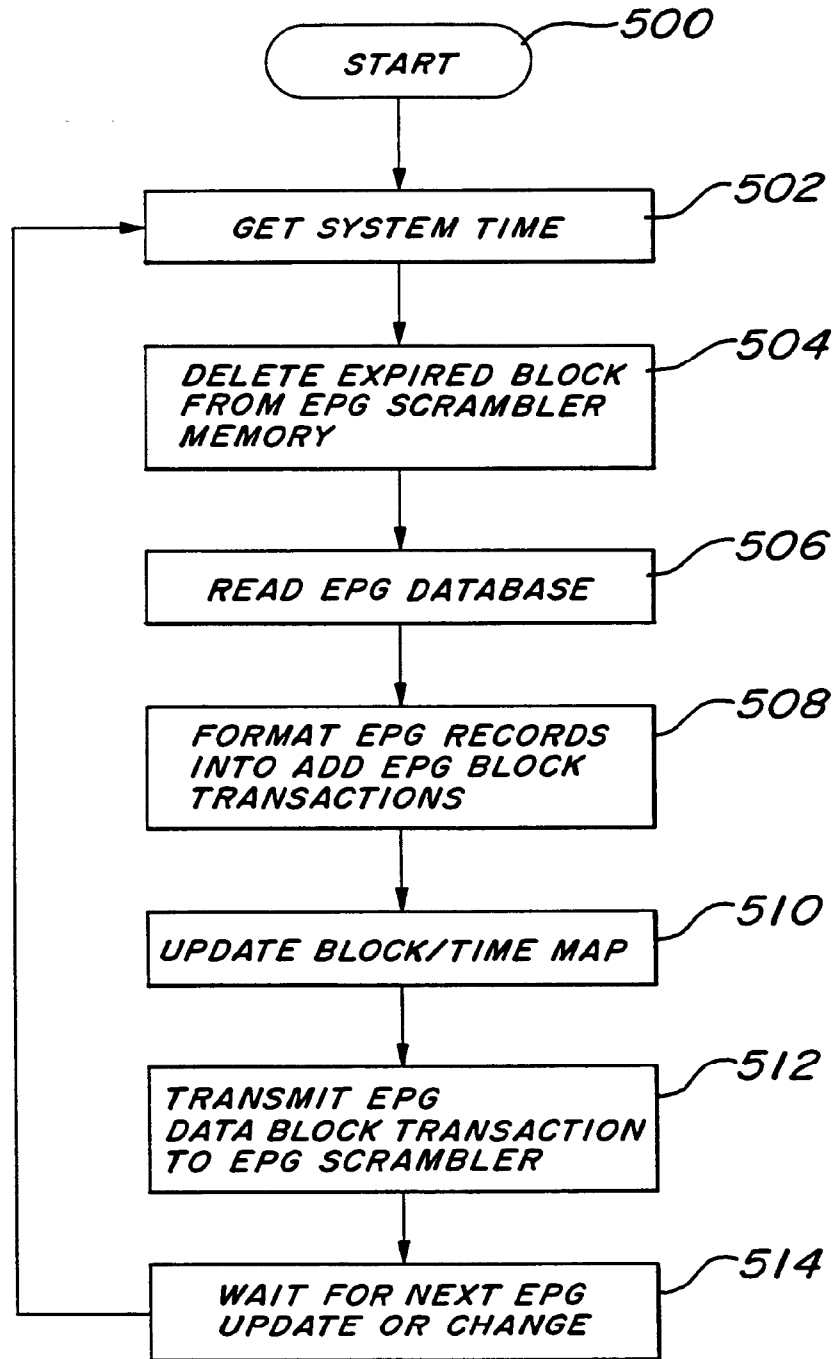 500
START
502
GET SYSTEM TIME
504
DELETE EXPIRED BLOCK
FROM EPG SCRAMBLER
MEMORY
506
READ EPG DATABASE
508
FORMAT EPG RECORDS
INTO ADD EPG BLOCK
TRANSACTIONS
510
UPDATE BLOCK/TIME MAP
512
TRANSMIT EPG
DATA BLOCK TRANSACTION
TO EPG SCRAMBLER
514
WAIT FOR NEXT EPG
UPDATE OR CHANGE